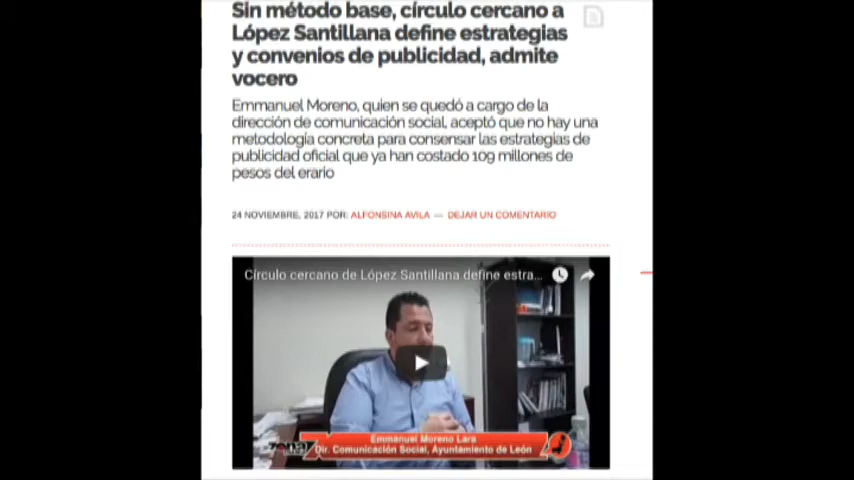 Sin método base, círculo cercano a
López Santillana define estrategias
y convenios de publicidad, admite
vocero
Emmanuel Moreno, quien se quedó a cargo de la
dirección de comunicación social, aceptó que no hay una
metodología concreta para consensar las estrategias de
publicidad oficial que ya han costado 109 millones de
pesos del erario
24 NOVIEMBRE, 2017 POR: ALFONSINA AVILA — DEJAR UN COMENTARIO
Círculo cercano de López Santillana define estra...
Emmanuel Moreno Lara
Dir. Comunicación Social, Ayuntamiento de León